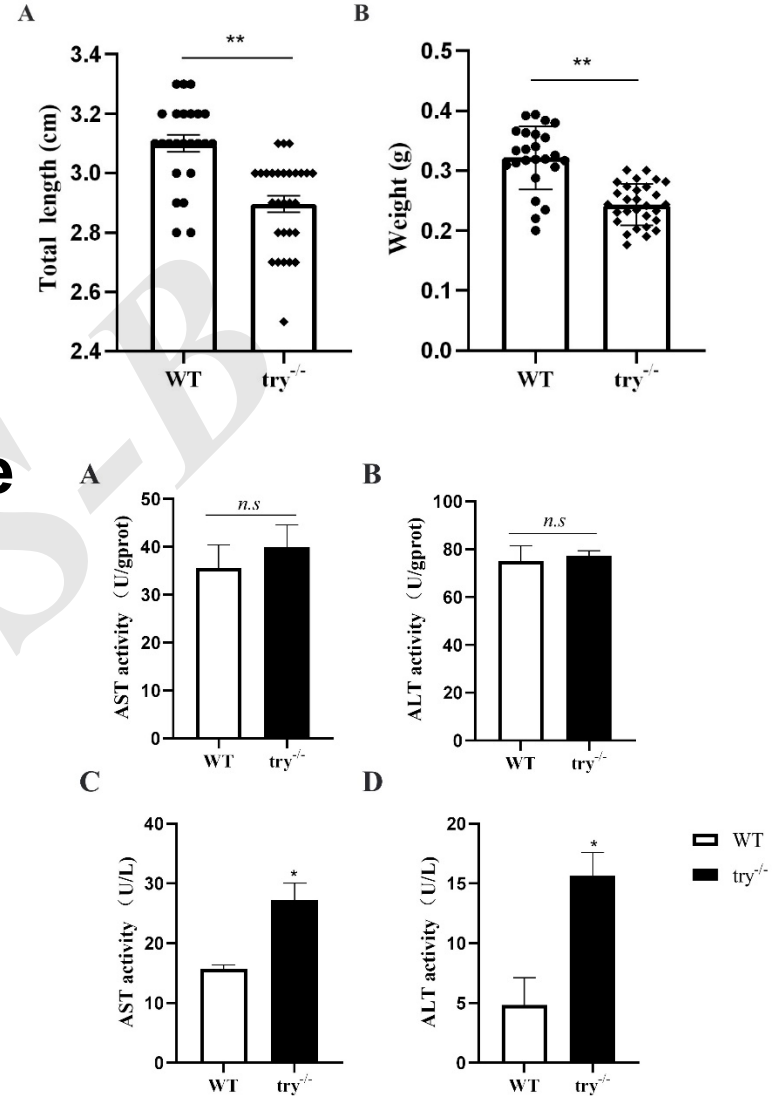 A
B
**
**
Total length (cm)
3.4
3.2
3.0
2.8
2.6
2.4
WT
try-/-
Weight (g)
0.5
0.4
0.3
0.2
0.1
0.0
WT
try-/-
S-B
e
A
B
n.s
n.s
AST activity（U/gprot)
50
40
30
20
10
0
WT
try-/-
ALT activity（U/gprot)
100
80
60
40
20
0
WT
try-/-
C
D
AST activity（U/L)
40
30
20
10
0
*
WT
try-/-
ALT activity（U/L)
20
15
10
5
0
*
WT
try-/-
WT
try-/-